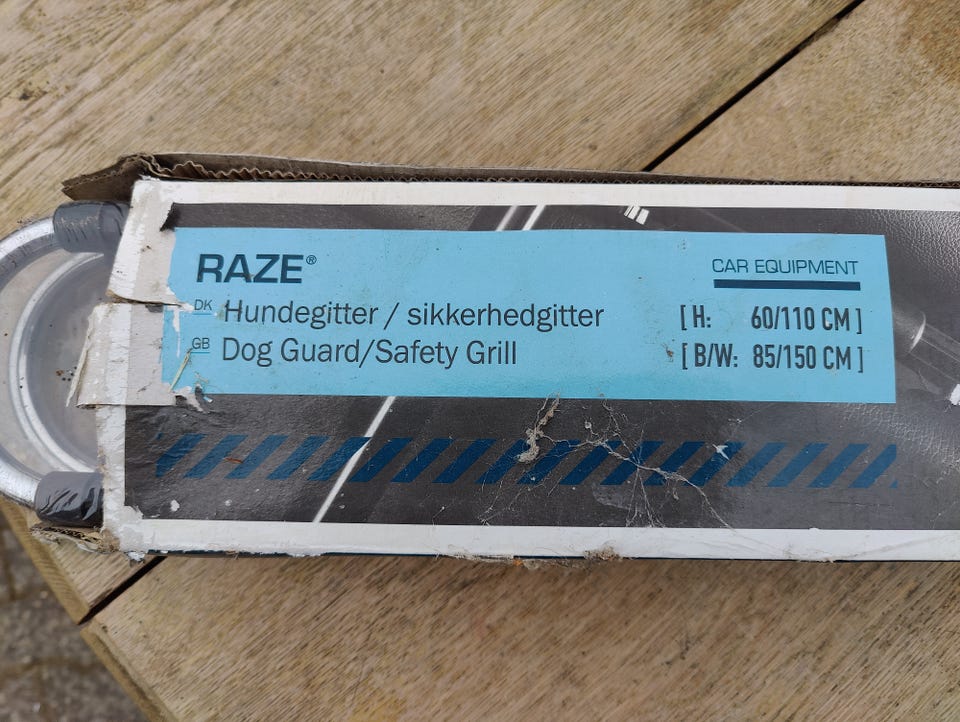 RAZE®
CAR EQUIPMENT
DK Hundegitter / sikkerhedgitter
[ H: 60/110 CM ]
GB Dog Guard/Safety Grill
[ B/W: 85/150 CM ]